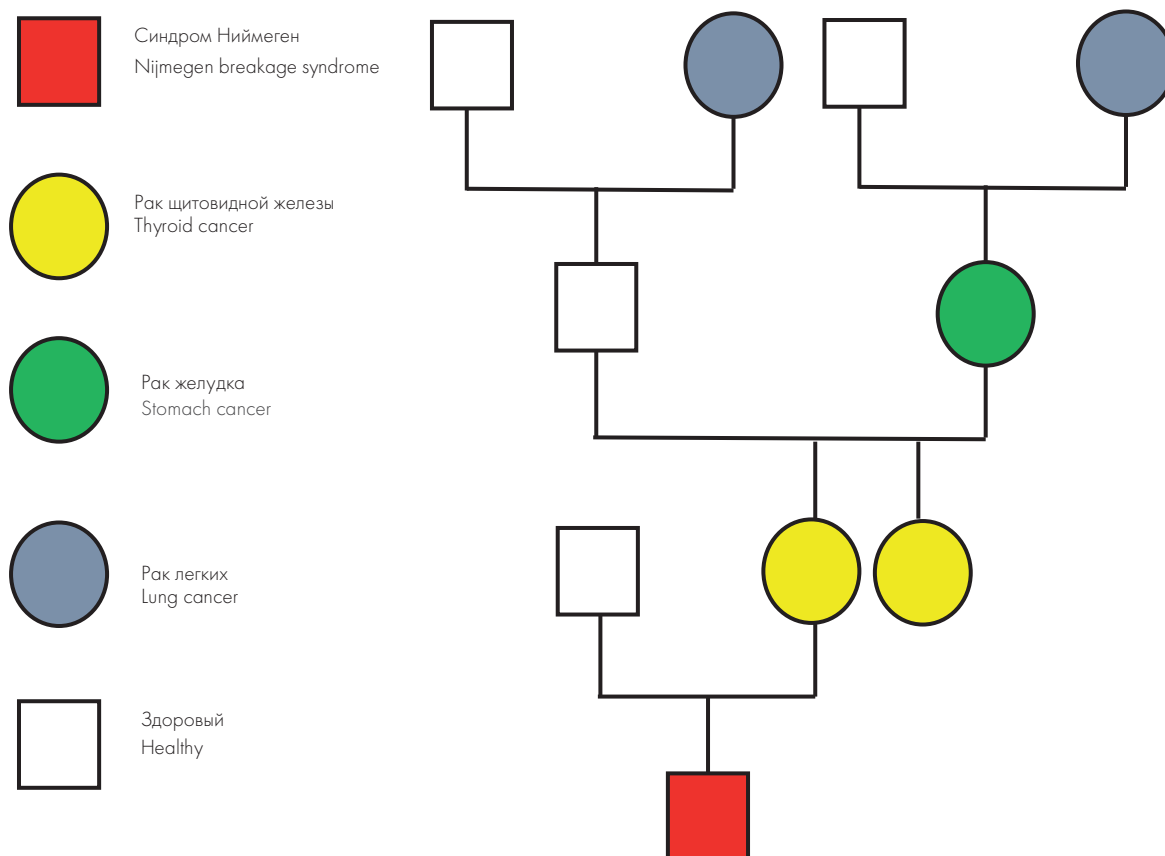 Синдром Ниймеген
Nijmegen breakage syndrome
Рак щитовидной железы
Thyroid cancer
Рак желудка
Stomach cancer
Рак легких
Lung cancer
Здоровый
Healthy